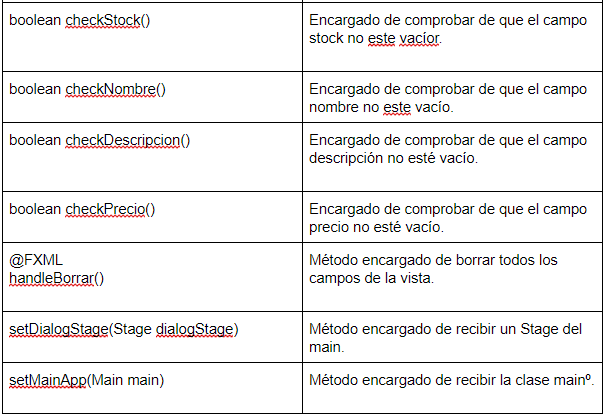 boolean checkStock()
Encargado de comprobar de que el campo
stock no este vacíor.
boolean checkNombre()
Encargado de comprobar de que el campo
nombre no este vacío.
boolean checkDescripcion()
Encargado de comprobar de que el campo
descripción no esté vacío.
boolean checkPrecio()
Encargado de comprobar de que el campo
precio no esté vacío.
@FXML
handleBorrar()
Método encargado de borrar todos los
campos de la vista.
setDialogStage(Stage dialogStage)
Método encargado de recibir un Stage del
main.
setMainApp(Main main)
Método encargado de recibir la clase mainº.